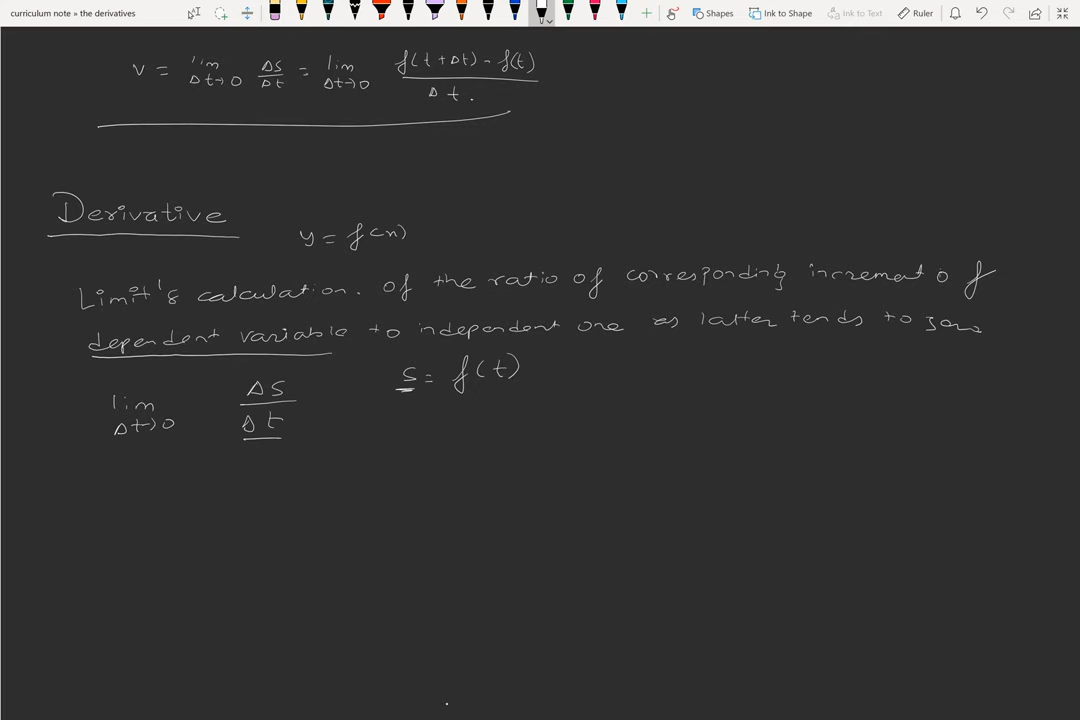 curriculum note » the derivatives
Shapes Ink to Shape Ink to Text Ruler
v = lim Δt→0 Δs/Δt = lim Δt→0 f(t + Δt) - f(t) / Δt.
Derivative
y = f(x)
Limit's calculation. Of the ratio of corresponding increment of
dependent variable to independent one as latter tends to zero
s = f(t)
lim Δt→0 Δs/Δt